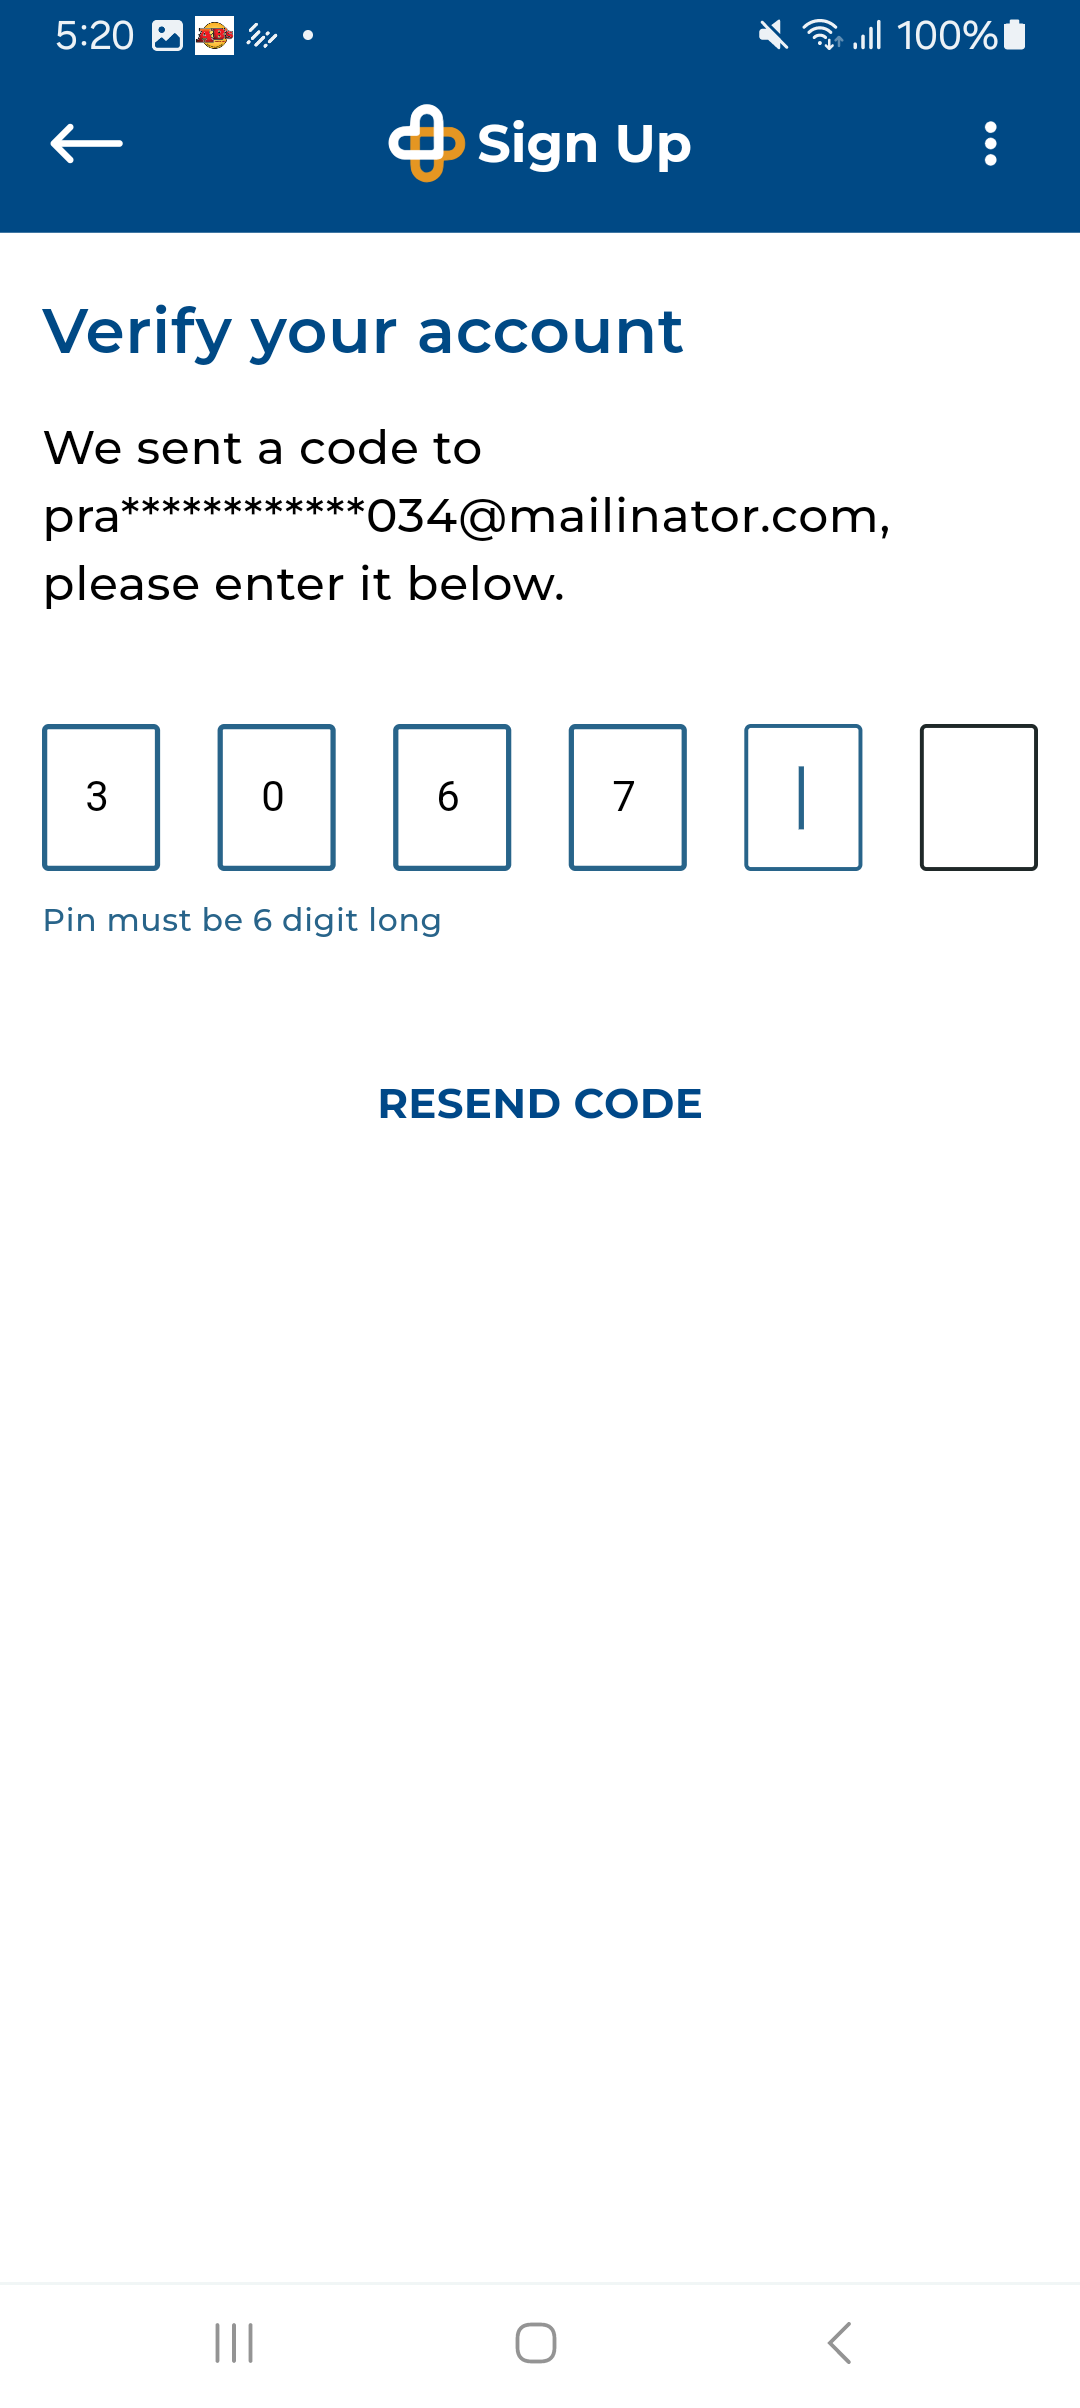 5:20 100%
Sign Up
Verify your account
We sent a code to
pra************034@mailinator.com,
please enter it below.
3 0 6 7
Pin must be 6 digit long
RESEND CODE